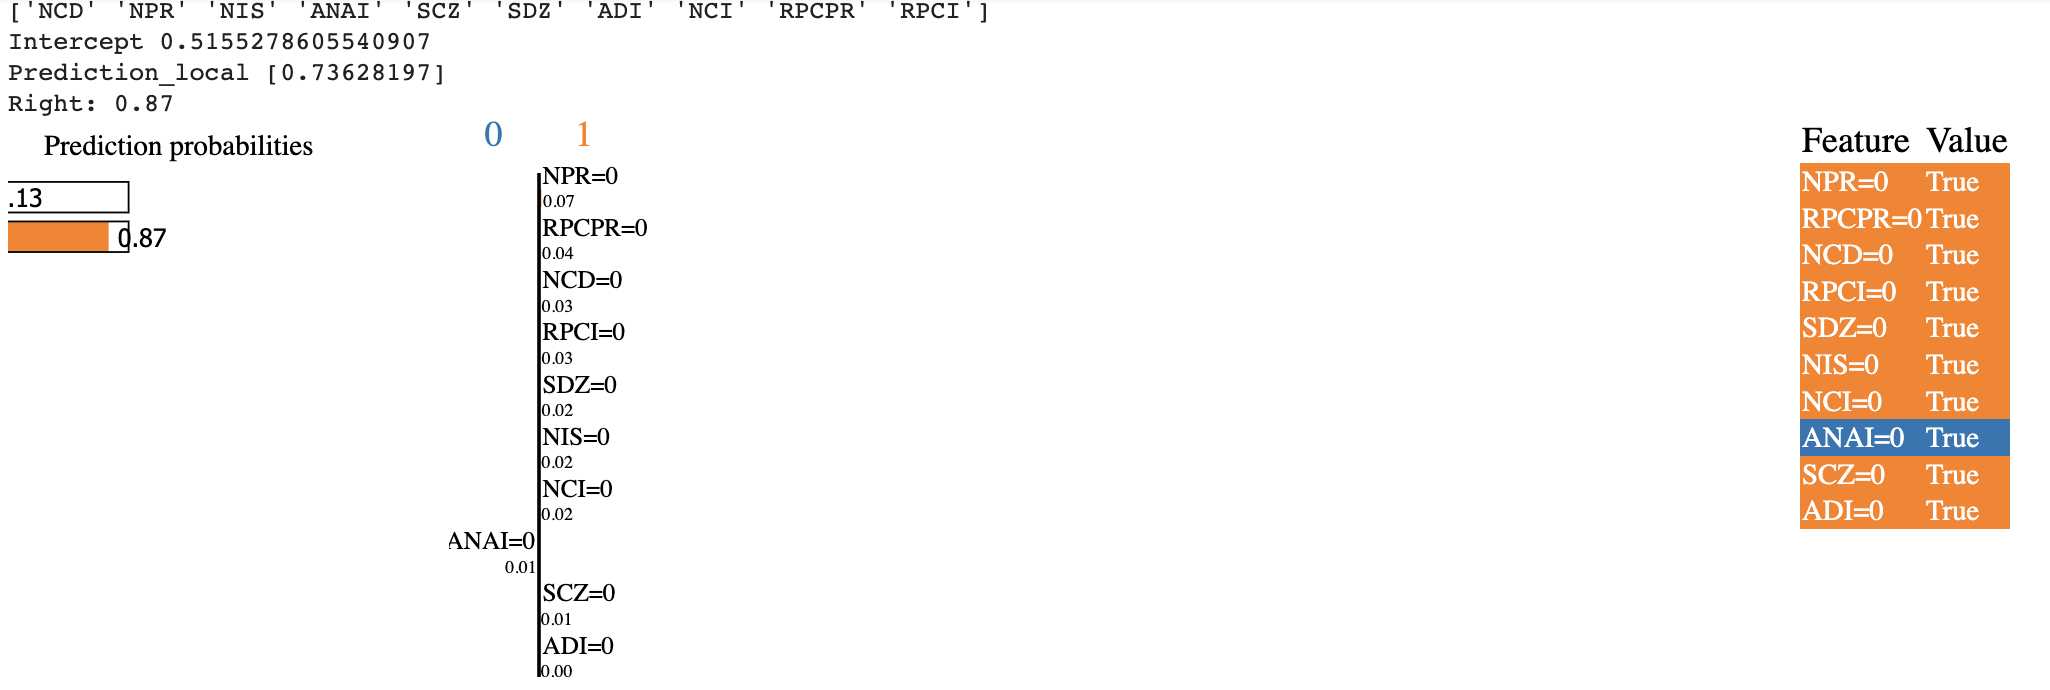 ['NCD' 'NPR' 'NIS' 'ANAI' 'SCZ' 'SDZ' 'ADI' 'NCI' 'RPCPR' 'RPCI']
Intercept 0.5155278605540907
Prediction_local [0.73628197]
Right: 0.87
Prediction probabilities
.13
0.87
0 1
NPR=0
0.07
RPCPR=0
0.04
NCD=0
0.03
RPCI=0
0.03
SDZ=0
0.02
NIS=0
0.02
NCI=0
0.02
ANAI=0
0.01
SCZ=0
0.01
ADI=0
0.00
Feature Value
NPR=0 True
RPCPR=0 True
NCD=0 True
RPCI=0 True
SDZ=0 True
NIS=0 True
NCI=0 True
ANAI=0 True
SCZ=0 True
ADI=0 True